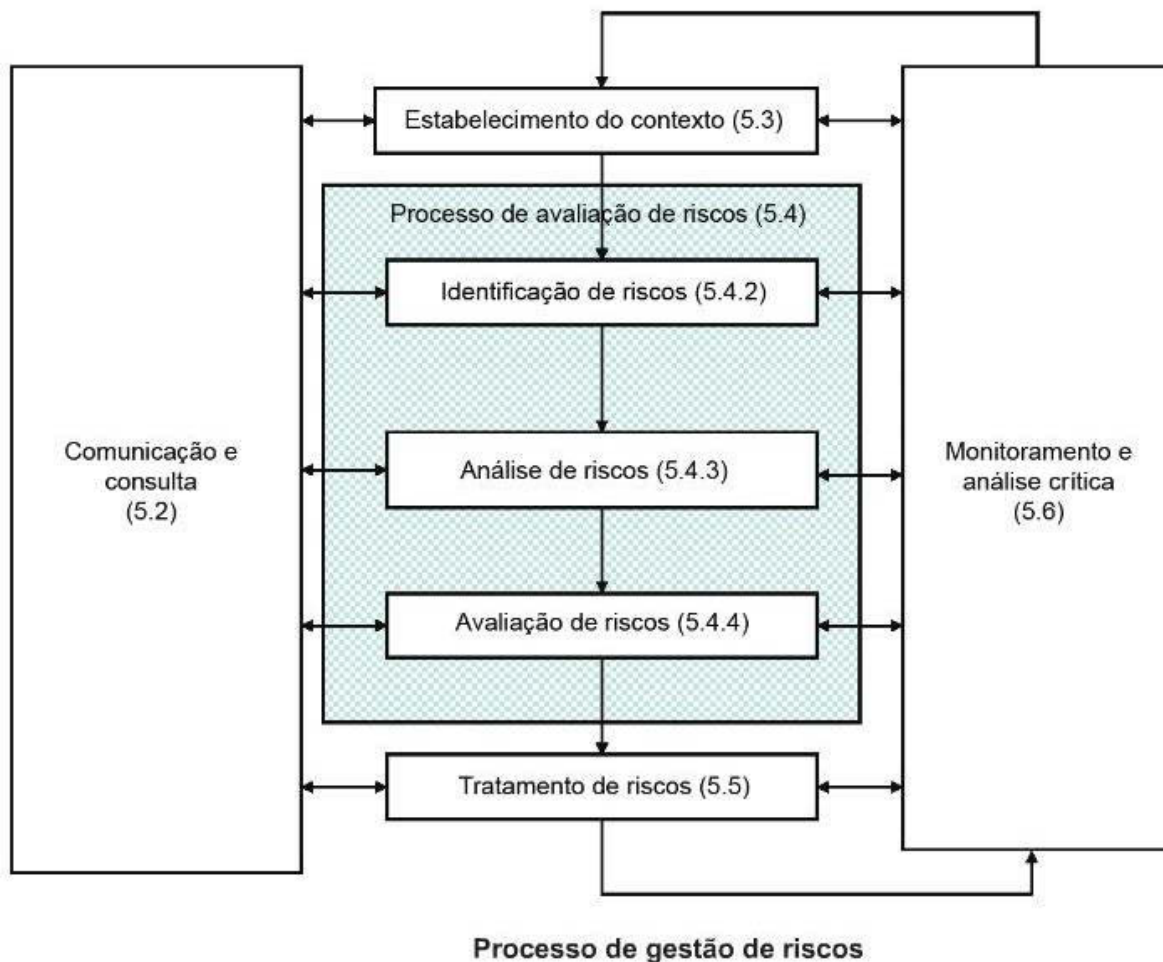 Estabelecimento do contexto (5.3)
Processo de avaliação de riscos (5.4)
Identificação de riscos (5.4.2)
Comunicação e
consulta
(5.2)
Análise de riscos (5.4.3)
Monitoramento e
análise crítica
(5.6)
Avaliação de riscos (5.4.4)
Tratamento de riscos (5.5)
Processo de gestão de riscos